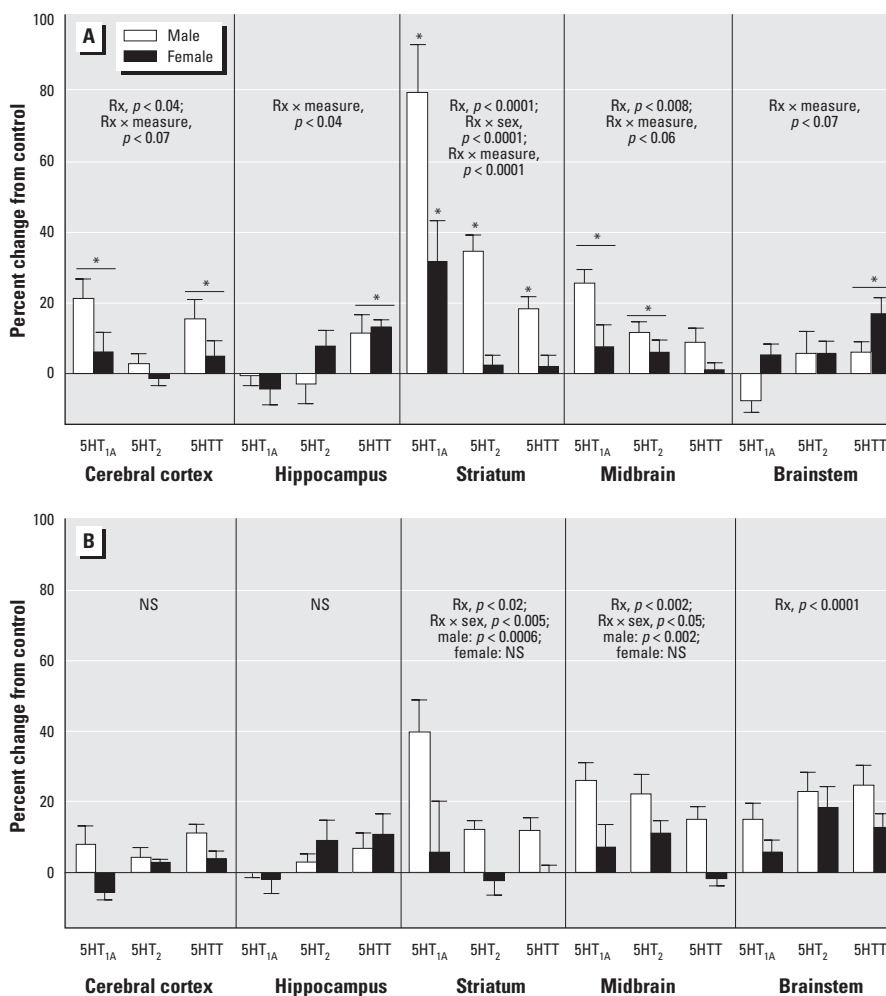 A
Male
Female
Percent change from control
100
80
60
40
20
0
Rx, p < 0.04;
Rx × measure,
p < 0.07
Rx × measure,
p < 0.04
Rx, p < 0.0001;
Rx × sex,
p < 0.0001;
Rx × measure,
p < 0.0001
Rx, p < 0.008;
Rx × measure,
p < 0.06
Rx × measure,
p < 0.07
* * * * * * * * * *
5HT1A 5HT2 5HTT 5HT1A 5HT2 5HTT 5HT1A 5HT2 5HTT 5HT1A 5HT2 5HTT 5HT1A 5HT2 5HTT
Cerebral cortex Hippocampus Striatum Midbrain Brainstem
B
Percent change from control
100
80
60
40
20
0
NS
NS
Rx, p < 0.02;
Rx × sex, p < 0.005;
male: p < 0.0006;
female: NS
Rx, p < 0.002;
Rx × sex, p < 0.05;
male: p < 0.002;
female: NS
Rx, p < 0.0001
5HT1A 5HT2 5HTT 5HT1A 5HT2 5HTT 5HT1A 5HT2 5HTT 5HT1A 5HT2 5HTT 5HT1A 5HT2 5HTT
Cerebral cortex Hippocampus Striatum Midbrain Brainstem